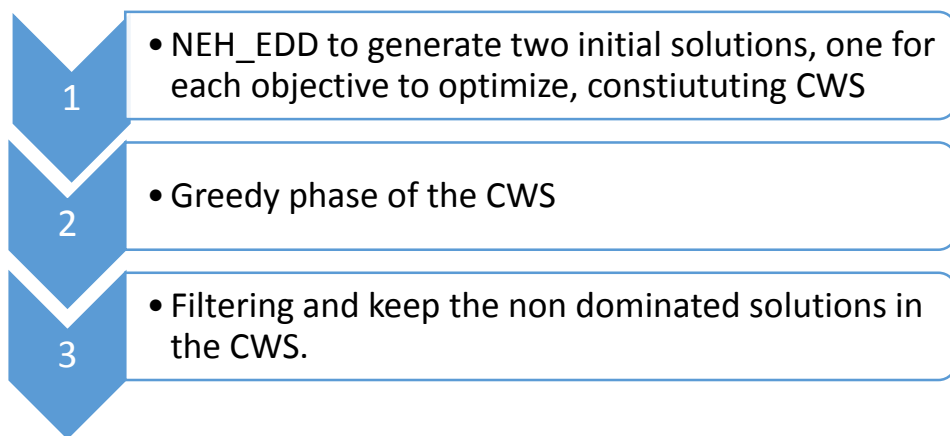 1
• NEH_EDD to generate two initial solutions, one for
each objective to optimize, constiututing CWS
2
• Greedy phase of the CWS
3
• Filtering and keep the non dominated solutions in
the CWS.